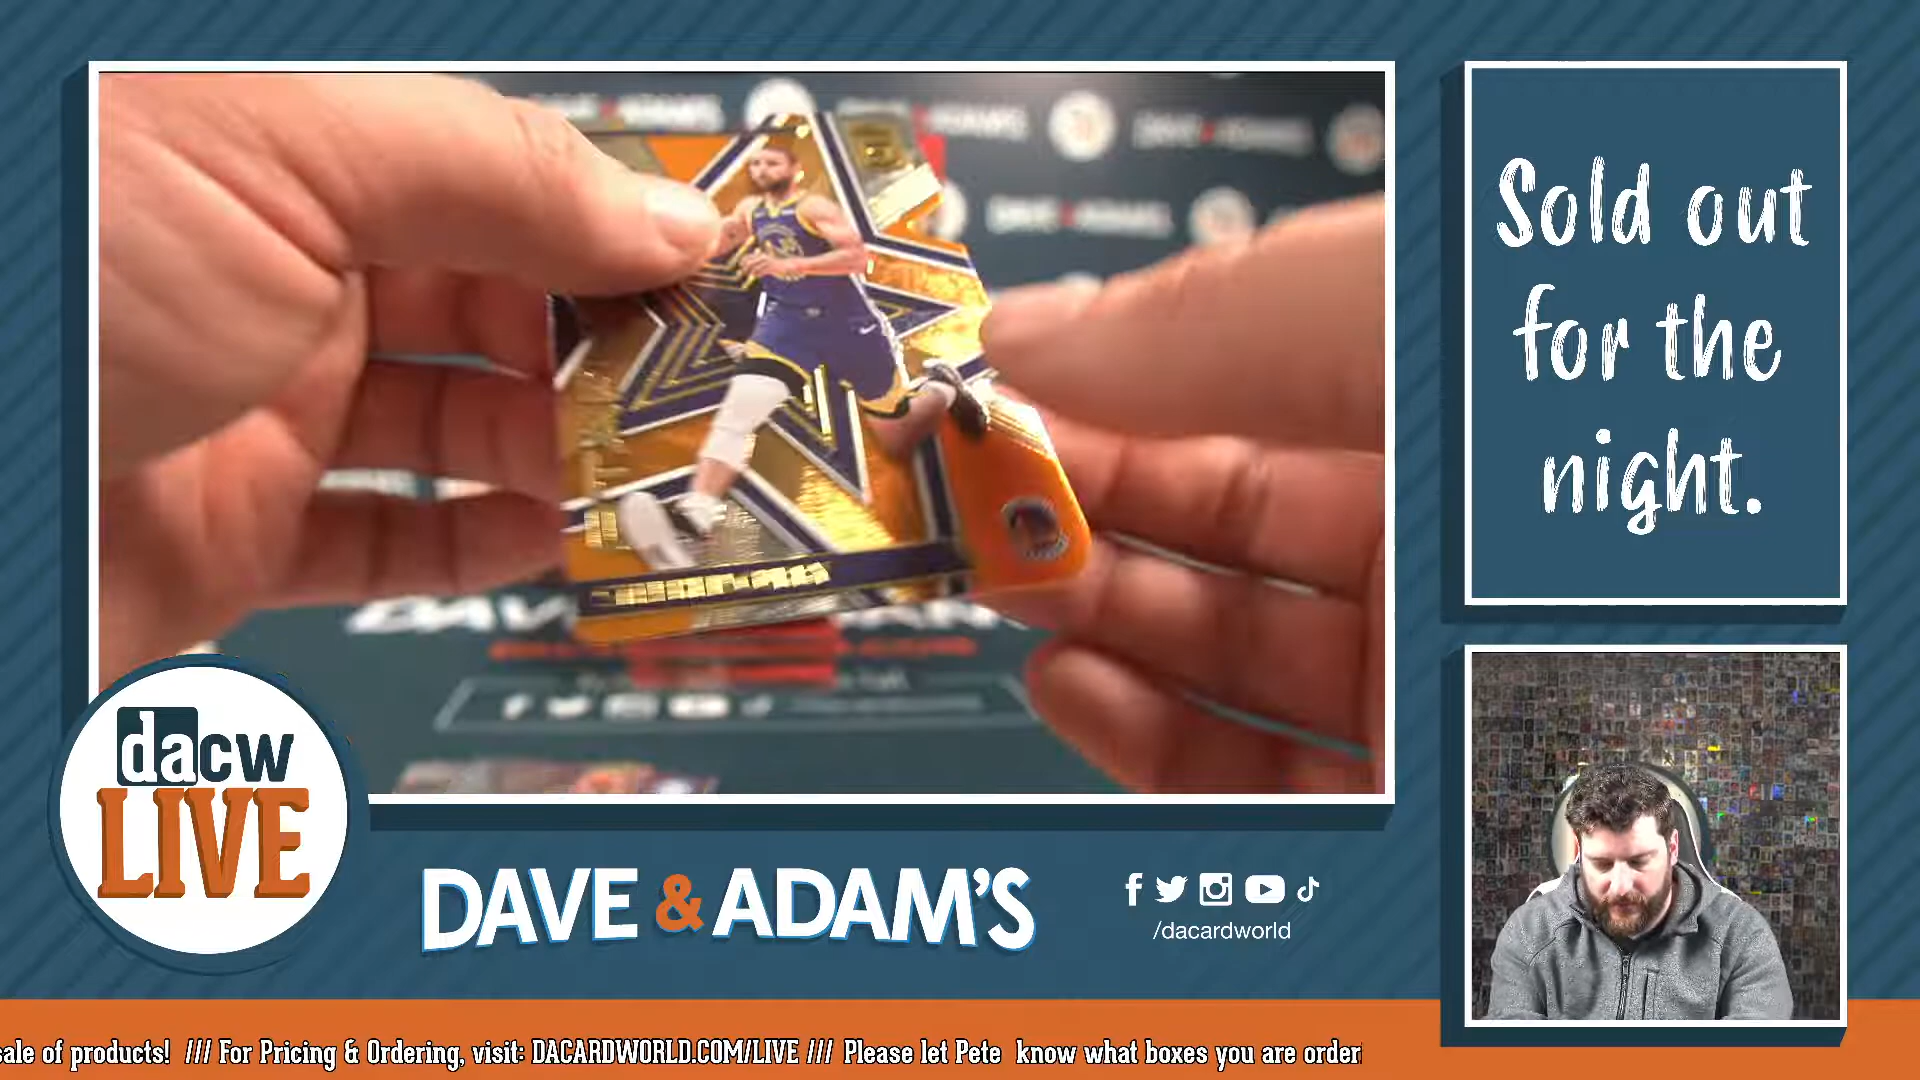 Sold out
for the
night.
dacw
LIVE
DAVE & ADAM'S
/dacardworld
sale of products! /// For Pricing & Ordering, visit: DACARDWORLD.COM/LIVE /// Please let Pete know what boxes you are order